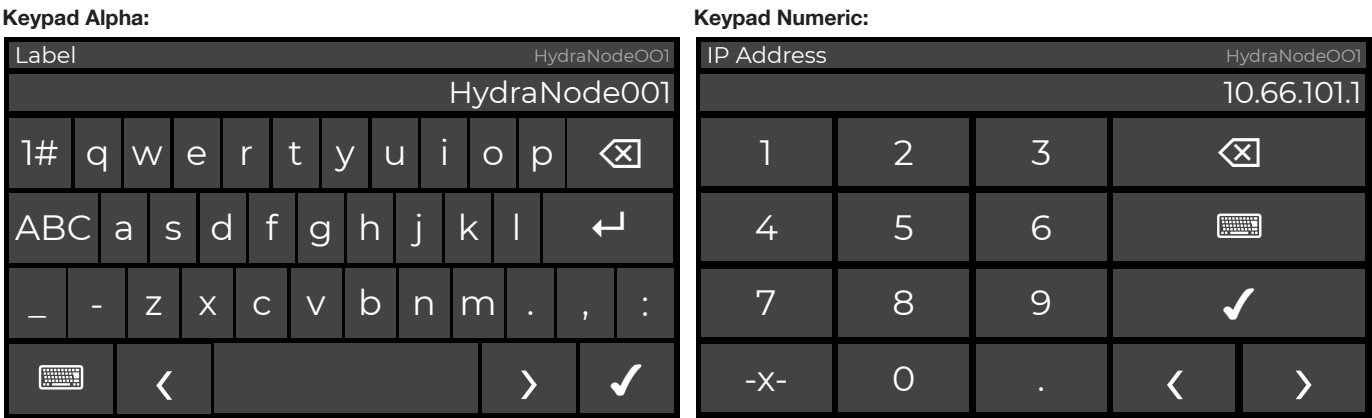 Keypad Alpha:
Label HydraNode001
HydraNode001
1# q w e r t y u i o p
ABC a s d f g h j k l
_ - z x c v b n m . , :
Keypad Numeric:
IP Address HydraNode001
10.66.101.1
1 2 3
4 5 6
7 8 9
-x- 0 .